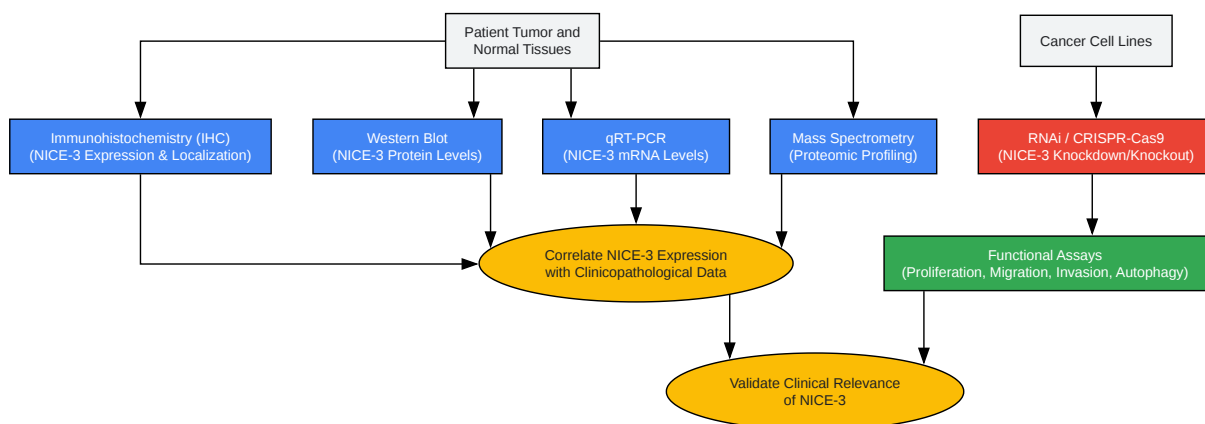 Patient Tumor and
Normal Tissues
Cancer Cell Lines
Immunohistochemistry (IHC)
(NICE-3 Expression & Localization)
Western Blot
(NICE-3 Protein Levels)
qRT-PCR
(NICE-3 mRNA Levels)
Mass Spectrometry
(Proteomic Profiling)
RNAi / CRISPR-Cas9
(NICE-3 Knockdown/Knockout)
Correlate NICE-3 Expression
with Clinicopathological Data
Functional Assays
(Proliferation, Migration, Invasion, Autophagy)
Validate Clinical Relevance
of NICE-3